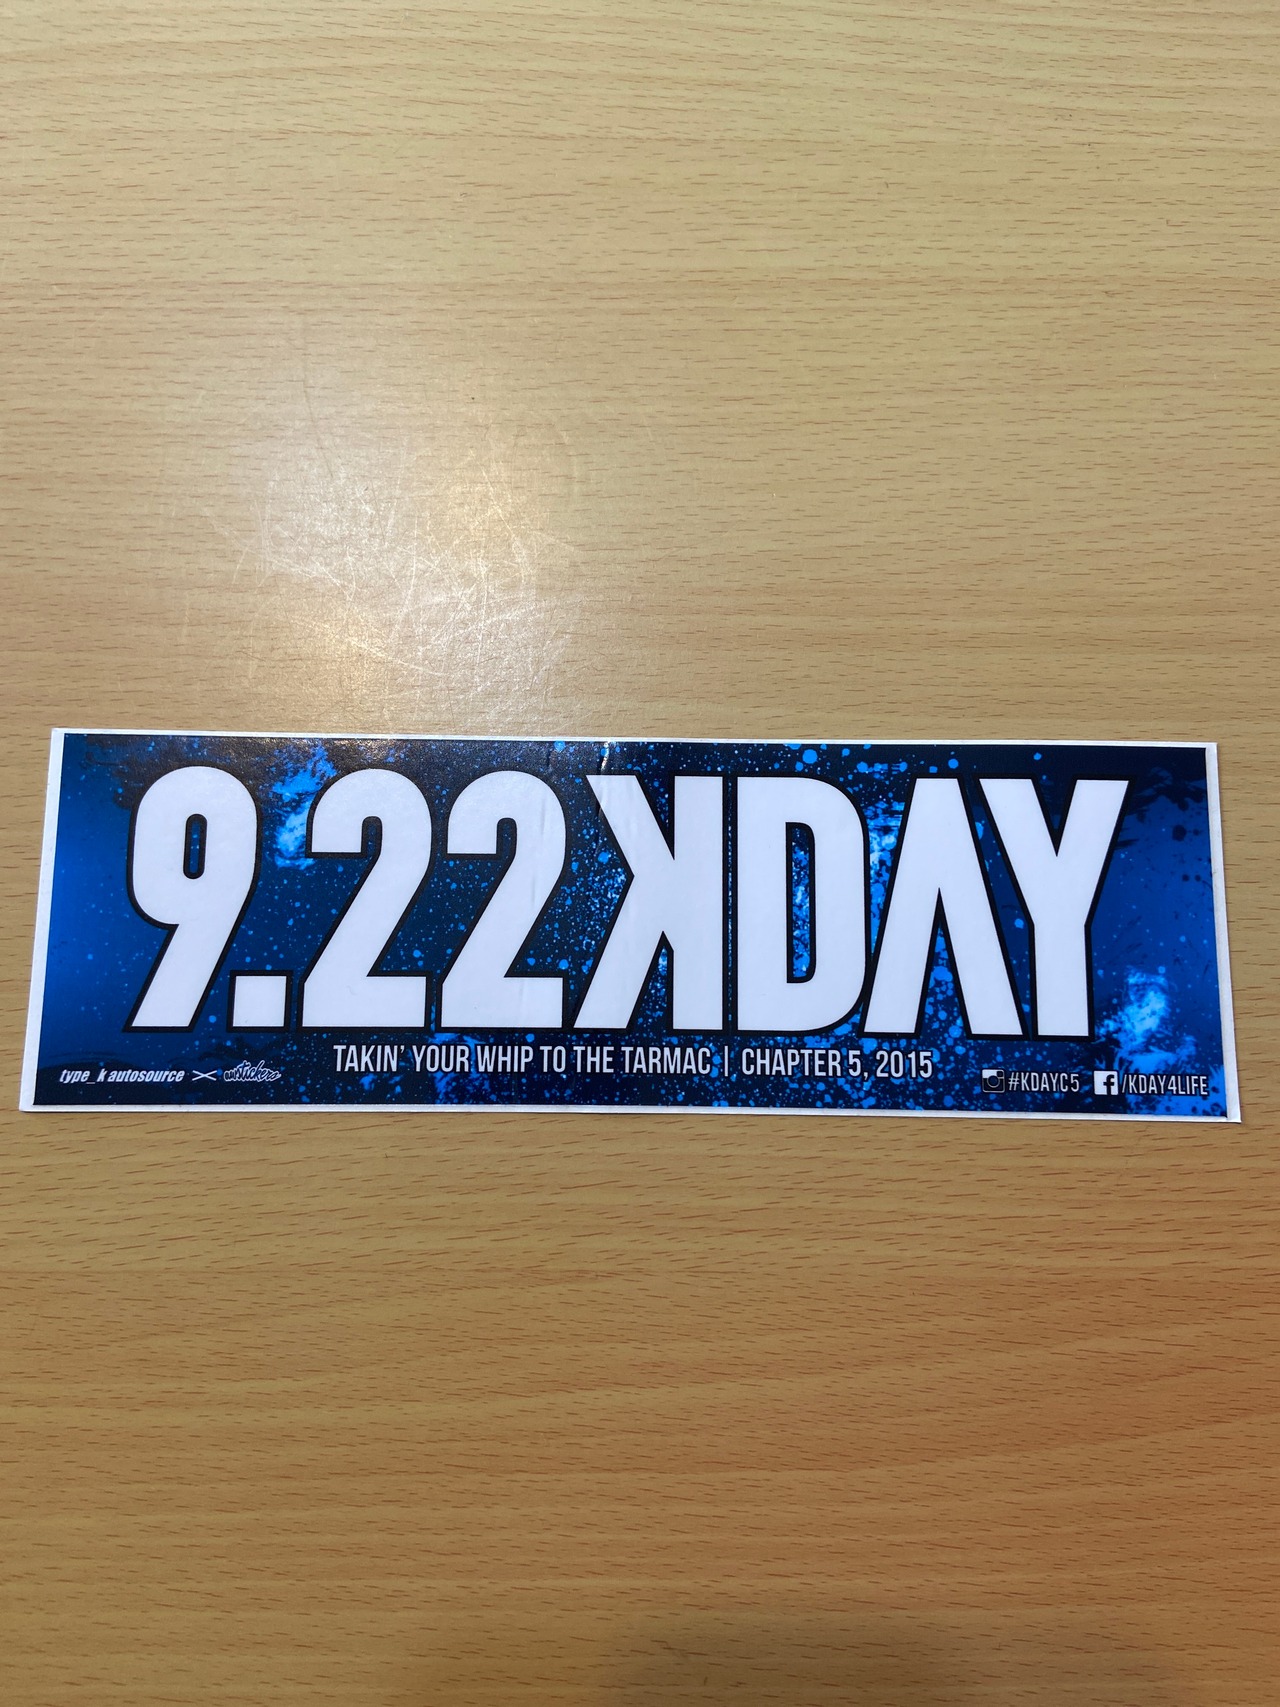 9.22KDAY
TAKIN' YOUR WHIP TO THE TARMAC | CHAPTER 5, 2015
type_k autosource X
#KDAYC5 f/KDAY4LIFE